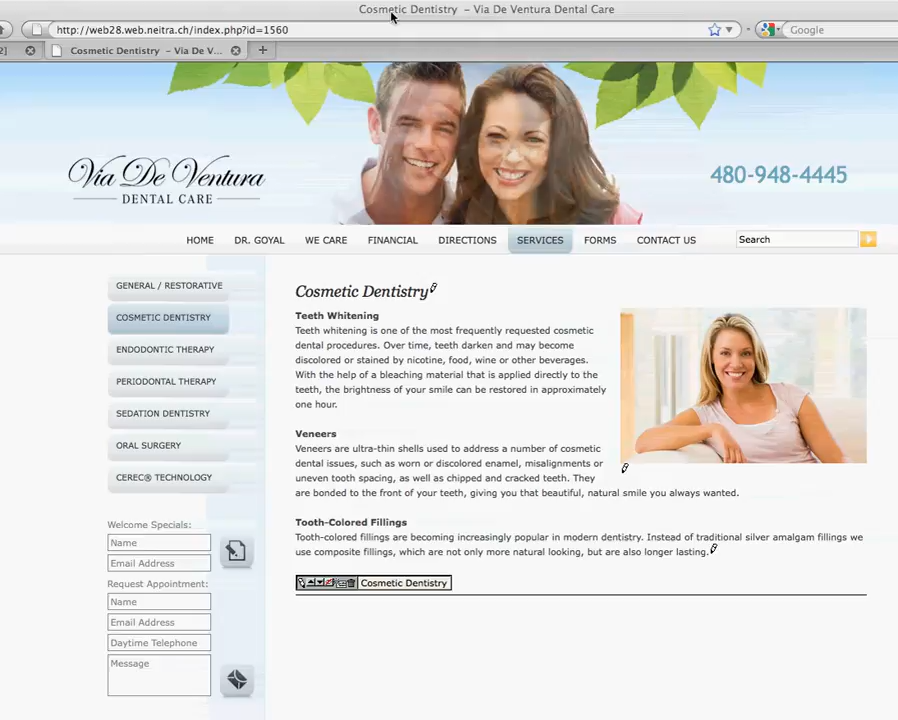 Cosmetic Dentistry – Via De Ventura Dental Care
http://web28.web.neitra.ch/index.php?id=1560
Google
2]
Cosmetic Dentistry – Via De V...
Via De Ventura
DENTAL CARE
480-948-4445
HOME DR. GOYAL WE CARE FINANCIAL DIRECTIONS SERVICES FORMS CONTACT US Search
GENERAL / RESTORATIVE
COSMETIC DENTISTRY
ENDODONTIC THERAPY
PERIODONTAL THERAPY
SEDATION DENTISTRY
ORAL SURGERY
CEREC® TECHNOLOGY
Welcome Specials:
Name
Email Address
Request Appointment:
Name
Email Address
Daytime Telephone
Message
Cosmetic Dentistry
Teeth Whitening
Teeth whitening is one of the most frequently requested cosmetic
dental procedures. Over time, teeth darken and may become
discolored or stained by nicotine, food, wine or other beverages.
With the help of a bleaching material that is applied directly to the
teeth, the brightness of your smile can be restored in approximately
one hour.
Veneers
Veneers are ultra-thin shells used to address a number of cosmetic
dental issues, such as worn or discolored enamel, misalignments or
uneven tooth spacing, as well as chipped and cracked teeth. They
are bonded to the front of your teeth, giving you that beautiful, natural smile you always wanted.
Tooth-Colored Fillings
Tooth-colored fillings are becoming increasingly popular in modern dentistry. Instead of traditional silver amalgam fillings we
use composite fillings, which are not only more natural looking, but are also longer lasting.
Cosmetic Dentistry